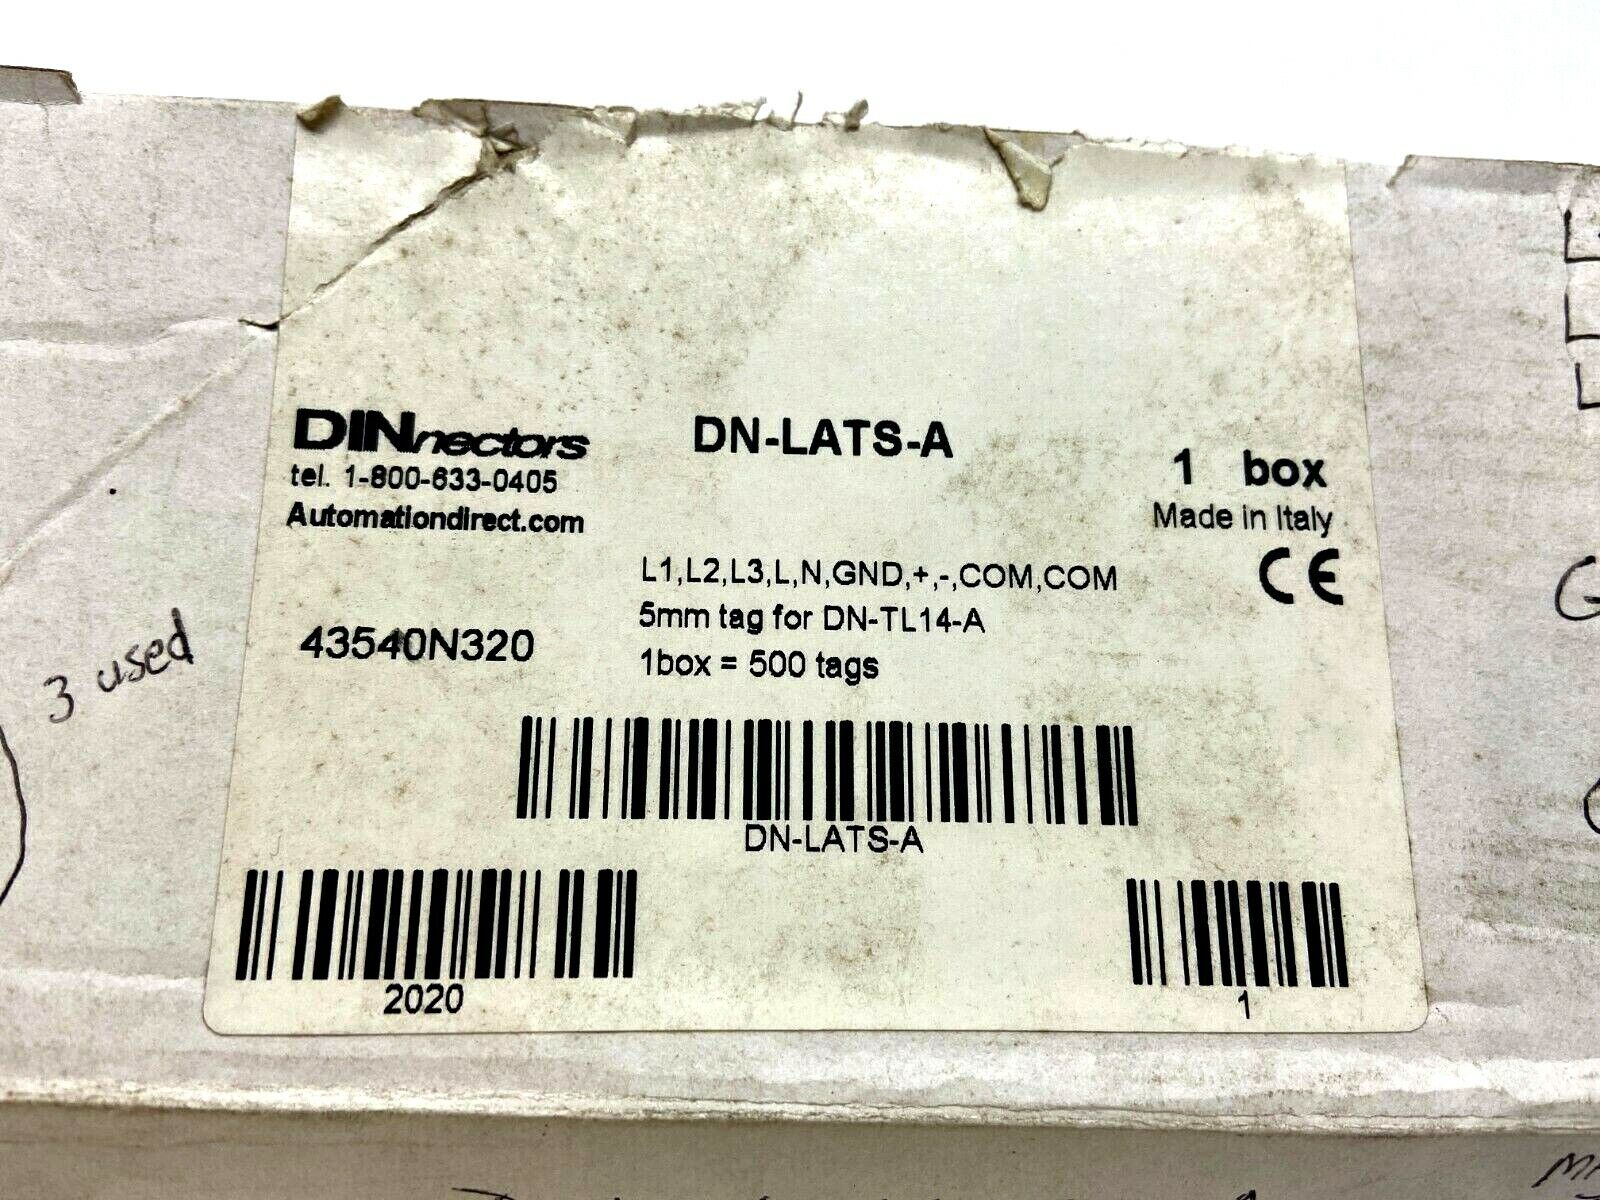 DINnectors
tel. 1-800-633-0405
Automationdirect.com
DN-LATS-A
1 box
Made in Italy
CE
L1,L2,L3,L,N,GND,+,-,COM,COM
5mm tag for DN-TL14-A
1box = 500 tags
43540N320
3 used
DN-LATS-A
2020
1